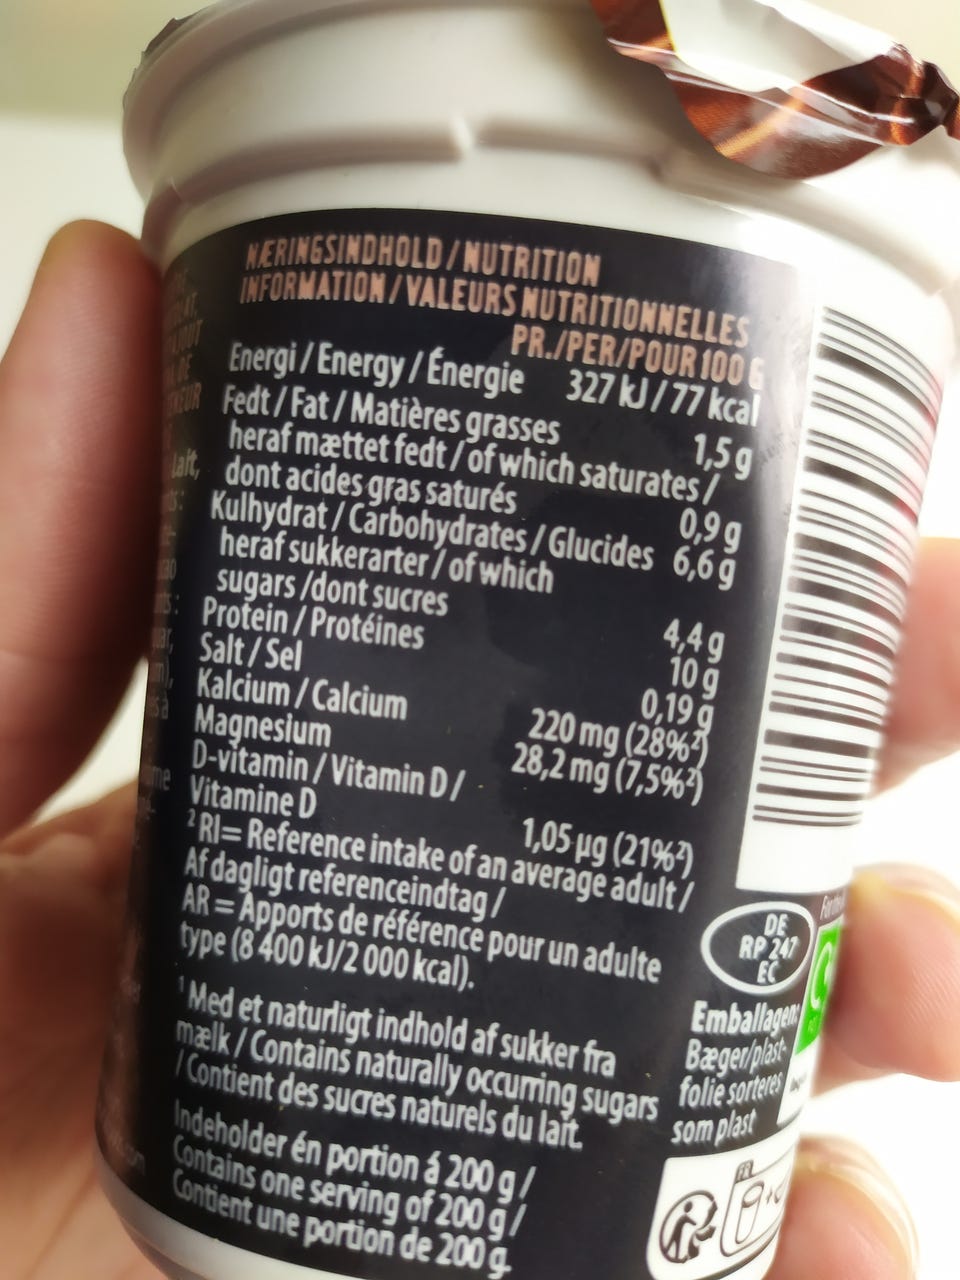 NÆRINGSINDHOLD / NUTRITION
INFORMATION / VALEURS NUTRITIONNELLES
PR./PER/POUR 100 G
Energi / Energy / Énergie 327 kJ / 77 kcal
Fedt / Fat / Matières grasses 1,5 g
heraf mættet fedt / of which saturates /
dont acides gras saturés 0,9 g
Kulhydrat / Carbohydrates / Glucides 6,6 g
heraf sukkerarter / of which
sugars /dont sucres 4,4 g
Protein / Protéines 10 g
Salt / Sel 0,19 g
Kalcium / Calcium 220 mg (28%²)
Magnesium 28,2 mg (7,5%²)
D-vitamin / Vitamin D /
Vitamine D 1,05 µg (21%²)
² RI= Reference intake of an average adult /
Af dagligt referenceindtag /
AR = Apports de référence pour un adulte
type (8 400 kJ/2 000 kcal).
¹ Med et naturligt indhold af sukker fra
mælk / Contains naturally occurring sugars
/ Contient des sucres naturels du lait.
Indeholder én portion á 200 g /
Contains one serving of 200 g /
Contient une portion de 200 g.
DE
RP 247
EC
Emballagen:
Bæger/plast-
folie sorteres
som plast
FR
Lait,